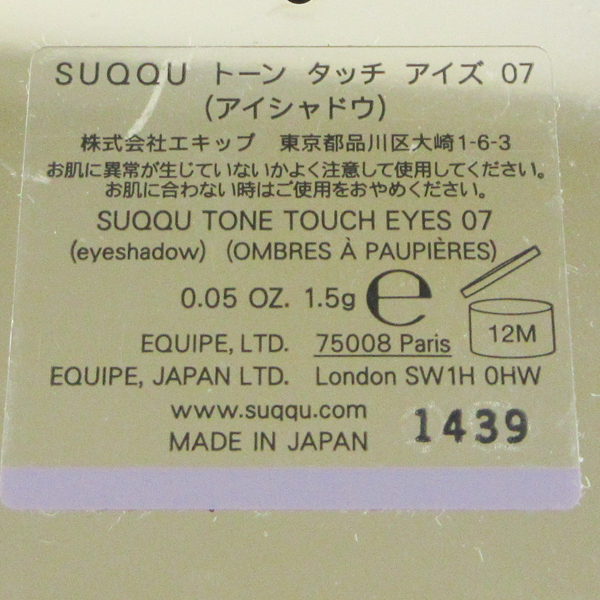 SUQQU トーン タッチ アイズ 07
(アイシャドウ)
株式会社エキップ 東京都品川区大崎1-6-3
お肌に異常が生じていないかよく注意して使用してください。
お肌に合わない時はご使用をおやめください。
SUQQU TONE TOUCH EYES 07
(eyeshadow) (OMBRES À PAUPIÈRES)
0.05 OZ. 1.5g e
12M
EQUIPE, LTD. 75008 Paris
EQUIPE, JAPAN LTD. London SW1H 0HW
www.suqqu.com
MADE IN JAPAN 1439